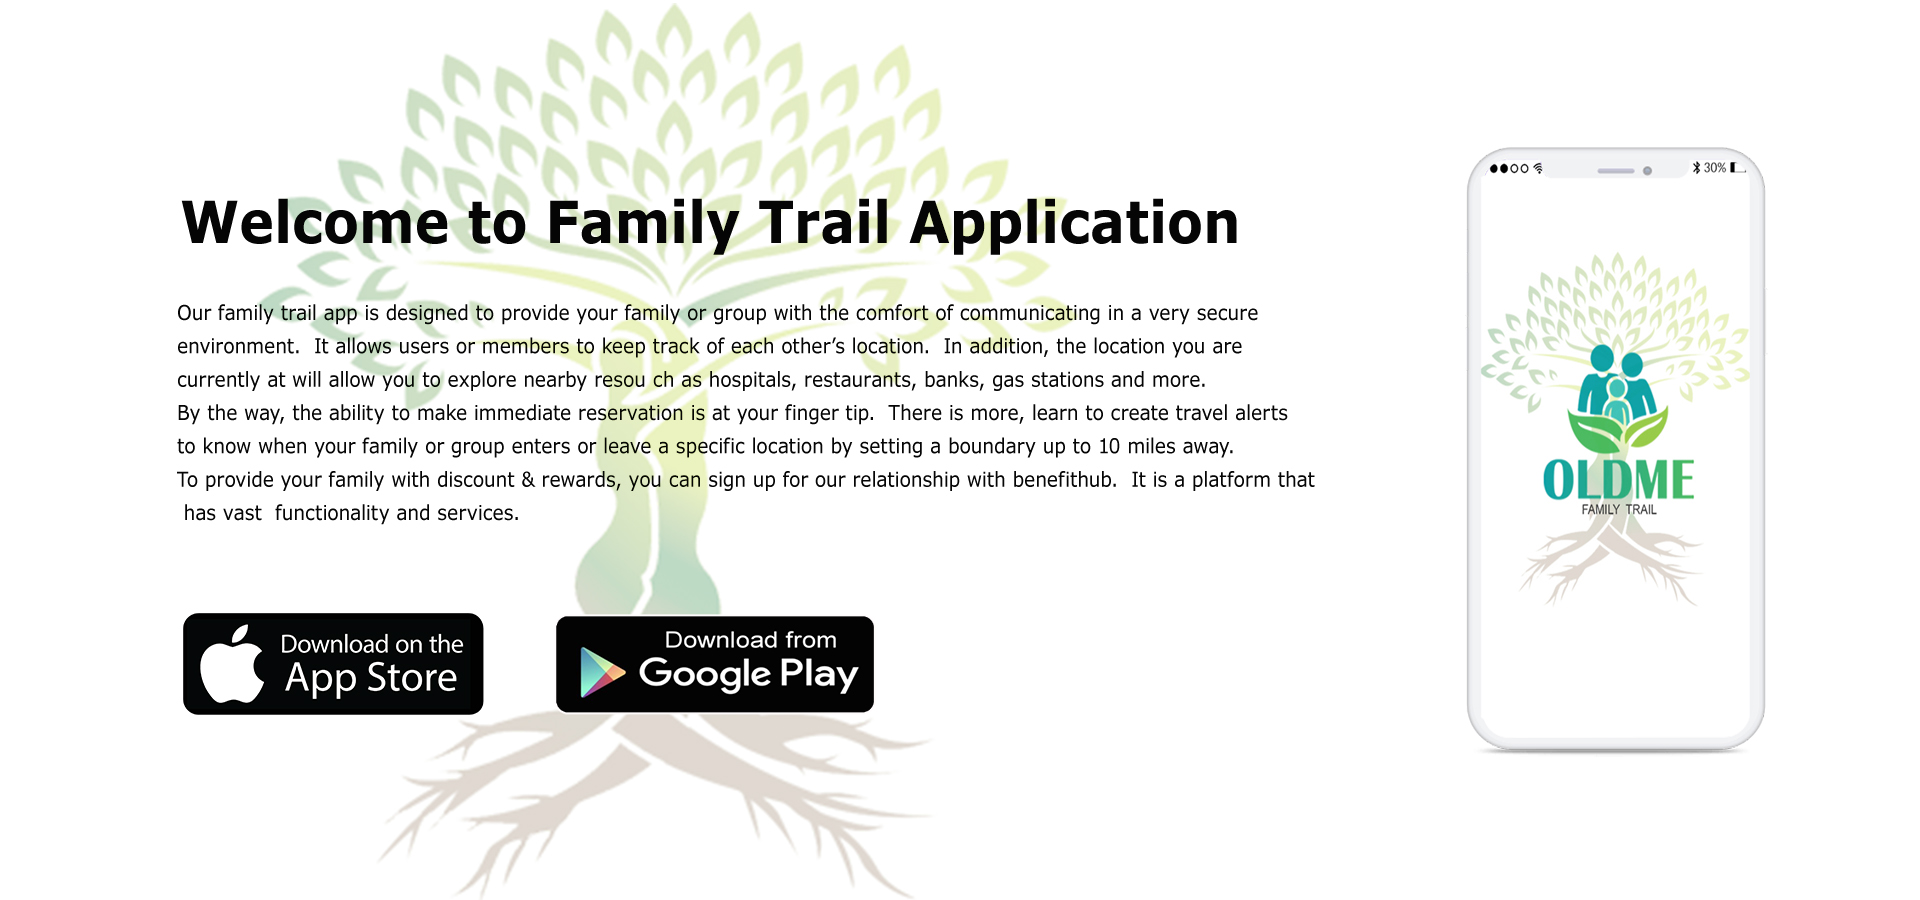 Welcome to Family Trail Application
Our family trail app is designed to provide your family or group with the comfort of communicating in a very secure
environment.  It allows users or members to keep track of each other’s location.  In addition, the location you are
currently at will allow you to explore nearby resou ch as hospitals, restaurants, banks, gas stations and more.
By the way, the ability to make immediate reservation is at your finger tip.  There is more, learn to create travel alerts
to know when your family or group enters or leave a specific location by setting a boundary up to 10 miles away.
To provide your family with discount & rewards, you can sign up for our relationship with benefithub.  It is a platform that
has vast  functionality and services.
Download on the
App Store
Download from
Google Play
30%
OLDME
FAMILY TRAIL